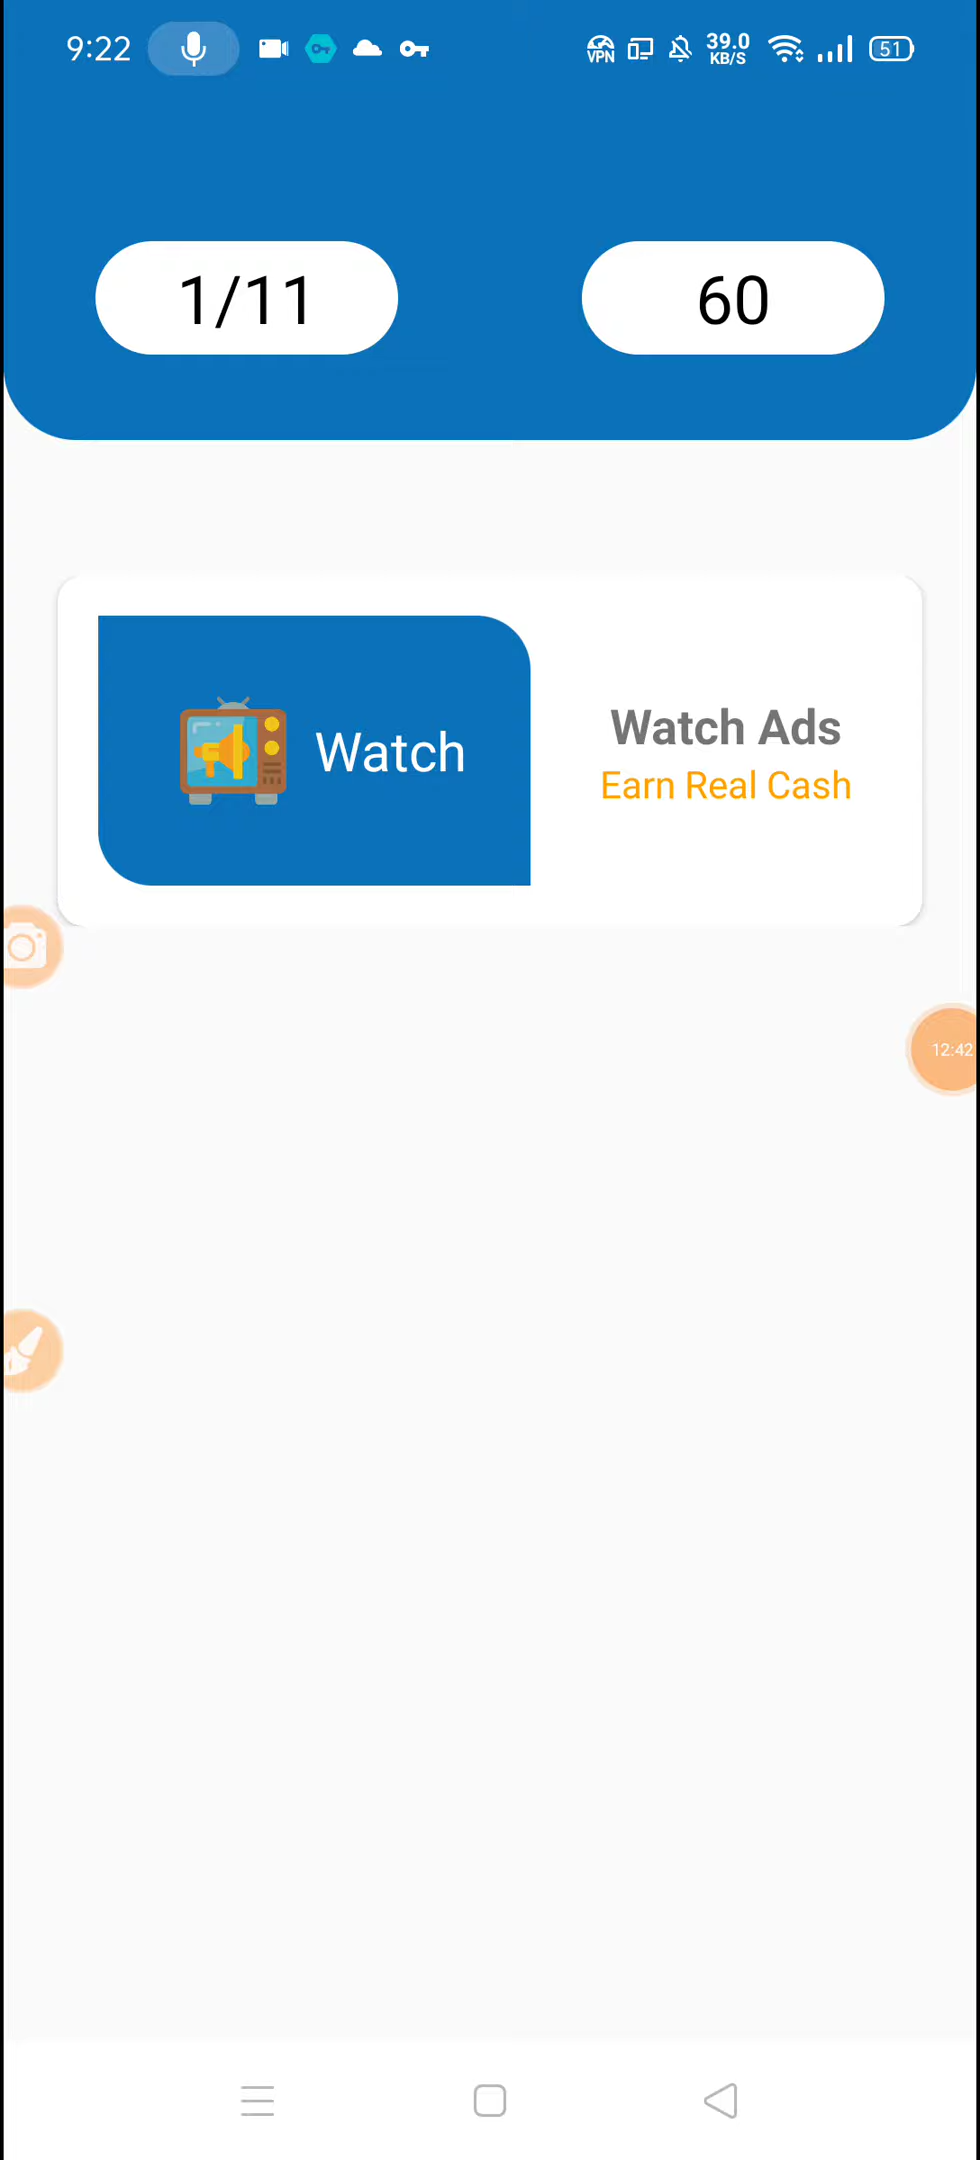 9:22
VPN
39.0
KB/S
51
1/11
60
Watch
Watch Ads
Earn Real Cash
12:42